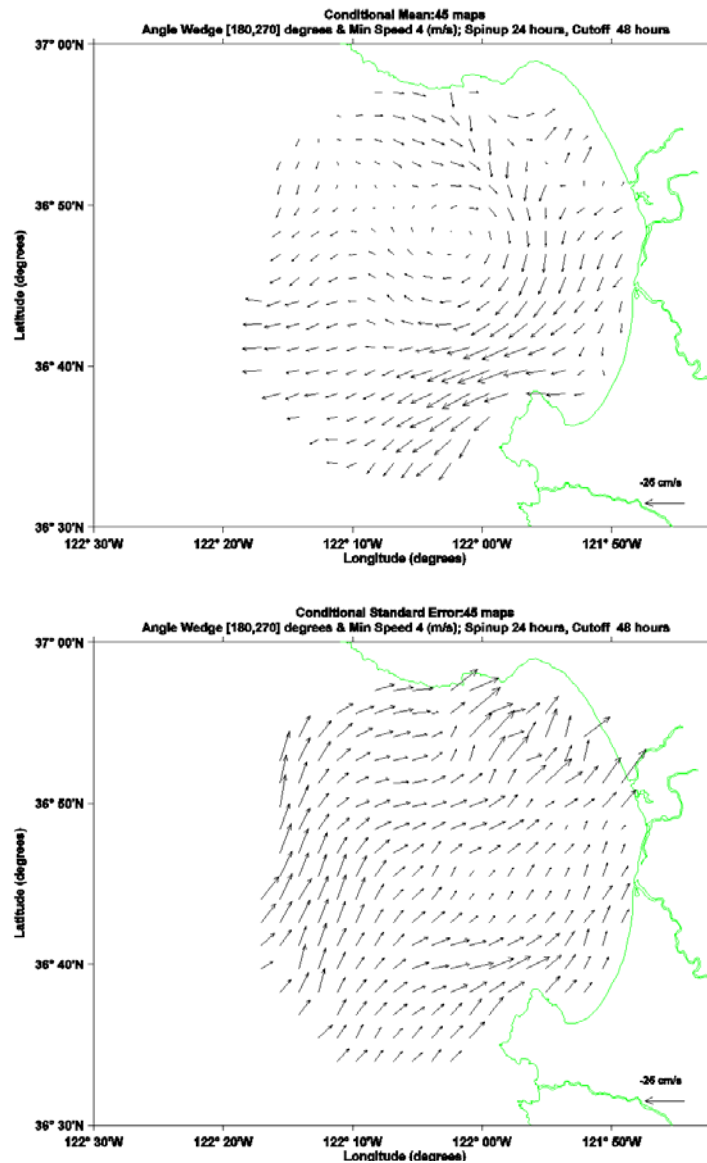 Conditional Mean:45 maps
Angle Wedge [180,270] degrees & Min Speed 4 (m/s); Spinup 24 hours, Cutoff 48 hours
37° 00'N
36° 50'N
36° 40'N
36° 30'N
Latitude (degrees)
-26 cm/s
122° 30'W 122° 20'W 122° 10'W 122° 00'W 121° 50'W
Longitude (degrees)
Conditional Standard Error:45 maps
Angle Wedge [180,270] degrees & Min Speed 4 (m/s); Spinup 24 hours, Cutoff 48 hours
37° 00'N
36° 50'N
36° 40'N
36° 30'N
Latitude (degrees)
-26 cm/s
122° 30'W 122° 20'W 122° 10'W 122° 00'W 121° 50'W
Longitude (degrees)